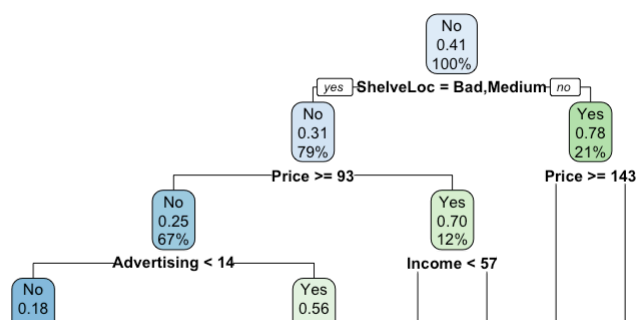 No
0.41
100%
yes ShelveLoc = Bad,Medium no
No
0.31
79%
Yes
0.78
21%
Price >= 93
Price >= 143
No
0.25
67%
Yes
0.70
12%
Advertising < 14
Income < 57
No
0.18
Yes
0.56